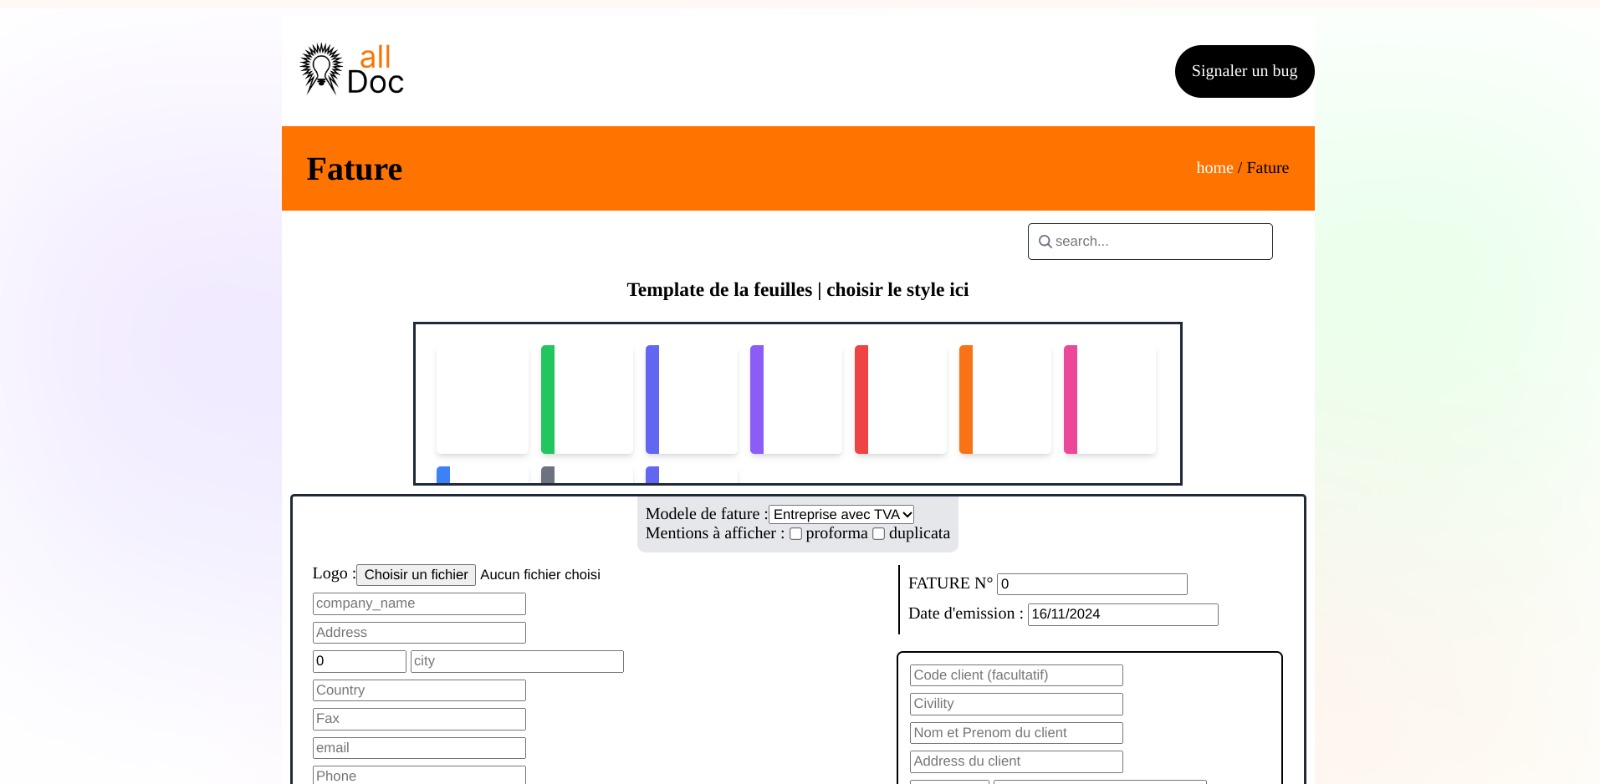 all
Doc
Signaler un bug
Fature
home / Fature
search...
Template de la feuilles | choisir le style ici
Modele de fature : Entreprise avec TVA
Mentions à afficher : proforma duplicata
Logo : Choisir un fichier Aucun fichier choisi
company_name
Address
0 city
Country
Fax
email
Phone
FATURE N° 0
Date d'emission : 16/11/2024
Code client (facultatif)
Civility
Nom et Prenom du client
Address du client